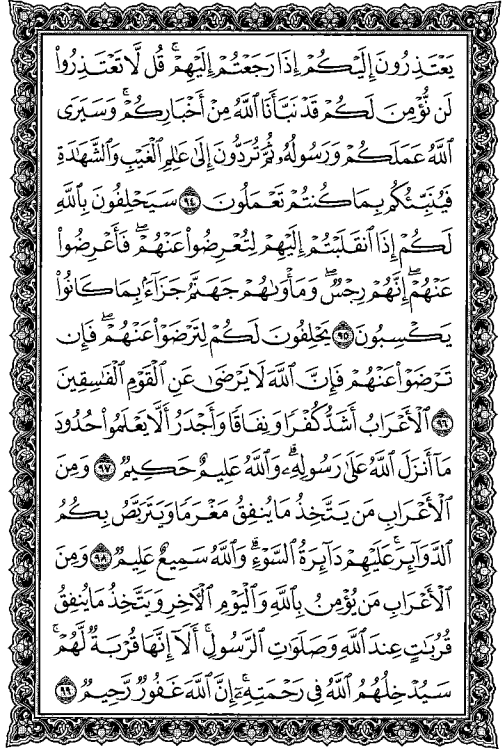 يَعْتَذِرُونَ إِلَيْكُمْ إِذَا رَجَعْتُمْ إِلَيْهِمْ ۚ قُل لَّا تَعْتَذِرُوا۟
لَن نُّؤْمِنَ لَكُمْ قَدْ نَبَّأَنَا ٱللَّهُ مِنْ أَخْبَارِكُمْ ۚ وَسَيَرَى
ٱللَّهُ عَمَلَكُمْ وَرَسُولُهُۥ ثُمَّ تُرَدُّونَ إِلَىٰ عَٰلِمِ ٱلْغَيْبِ وَٱلشَّهَٰدَةِ
فَيُنَبِّئُكُم بِمَا كُنتُمْ تَعْمَلُونَ ٩٤ سَيَحْلِفُونَ بِٱللَّهِ
لَكُمْ إِذَا ٱنقَلَبْتُمْ إِلَيْهِمْ لِتُعْرِضُوا۟ عَنْهُمْ ۖ فَأَعْرِضُوا۟
عَنْهُمْ ۖ إِنَّهُمْ رِجْسٌ ۖ وَمَأْوَىٰهُمْ جَهَنَّمُ جَزَآءًۢ بِمَا كَانُوا۟
يَكْسِبُونَ ٩٥ يَحْلِفُونَ لَكُمْ لِتَرْضَوْا۟ عَنْهُمْ ۖ فَإِن
تَرْضَوْا۟ عَنْهُمْ فَإِنَّ ٱللَّهَ لَا يَرْضَىٰ عَنِ ٱلْقَوْمِ ٱلْفَٰسِقِينَ
٩٦ ٱلْأَعْرَابُ أَشَدُّ كُفْرًا وَنِفَاقًا وَأَجْدَرُ أَلَّا يَعْلَمُوا۟ حُدُودَ
مَآ أَنزَلَ ٱللَّهُ عَلَىٰ رَسُولِهِۦ ۗ وَٱللَّهُ عَلِيمٌ حَكِيمٌ ٩٧ وَمِنَ
ٱلْأَعْرَابِ مَن يَتَّخِذُ مَا يُنفِقُ مَغْرَمًا وَيَتَرَبَّصُ بِكُمُ
ٱلدَّوَآئِرَ ۚ عَلَيْهِمْ دَآئِرَةُ ٱلسَّوْءِ ۗ وَٱللَّهُ سَمِيعٌ عَلِيمٌ ٩٨ وَمِنَ
ٱلْأَعْرَابِ مَن يُؤْمِنُ بِٱللَّهِ وَٱلْيَوْمِ ٱلْءَاخِرِ وَيَتَّخِذُ مَا يُنفِقُ
قُرُبَٰتٍ عِندَ ٱللَّهِ وَصَلَوَٰتِ ٱلرَّسُولِ ۚ أَلَآ إِنَّهَا قُرْبَةٌ لَّهُمْ ۚ
سَيُدْخِلُهُمُ ٱللَّهُ فِى رَحْمَتِهِۦٓ ۗ إِنَّ ٱللَّهَ غَفُورٌ رَّحِيمٌ ٩٩